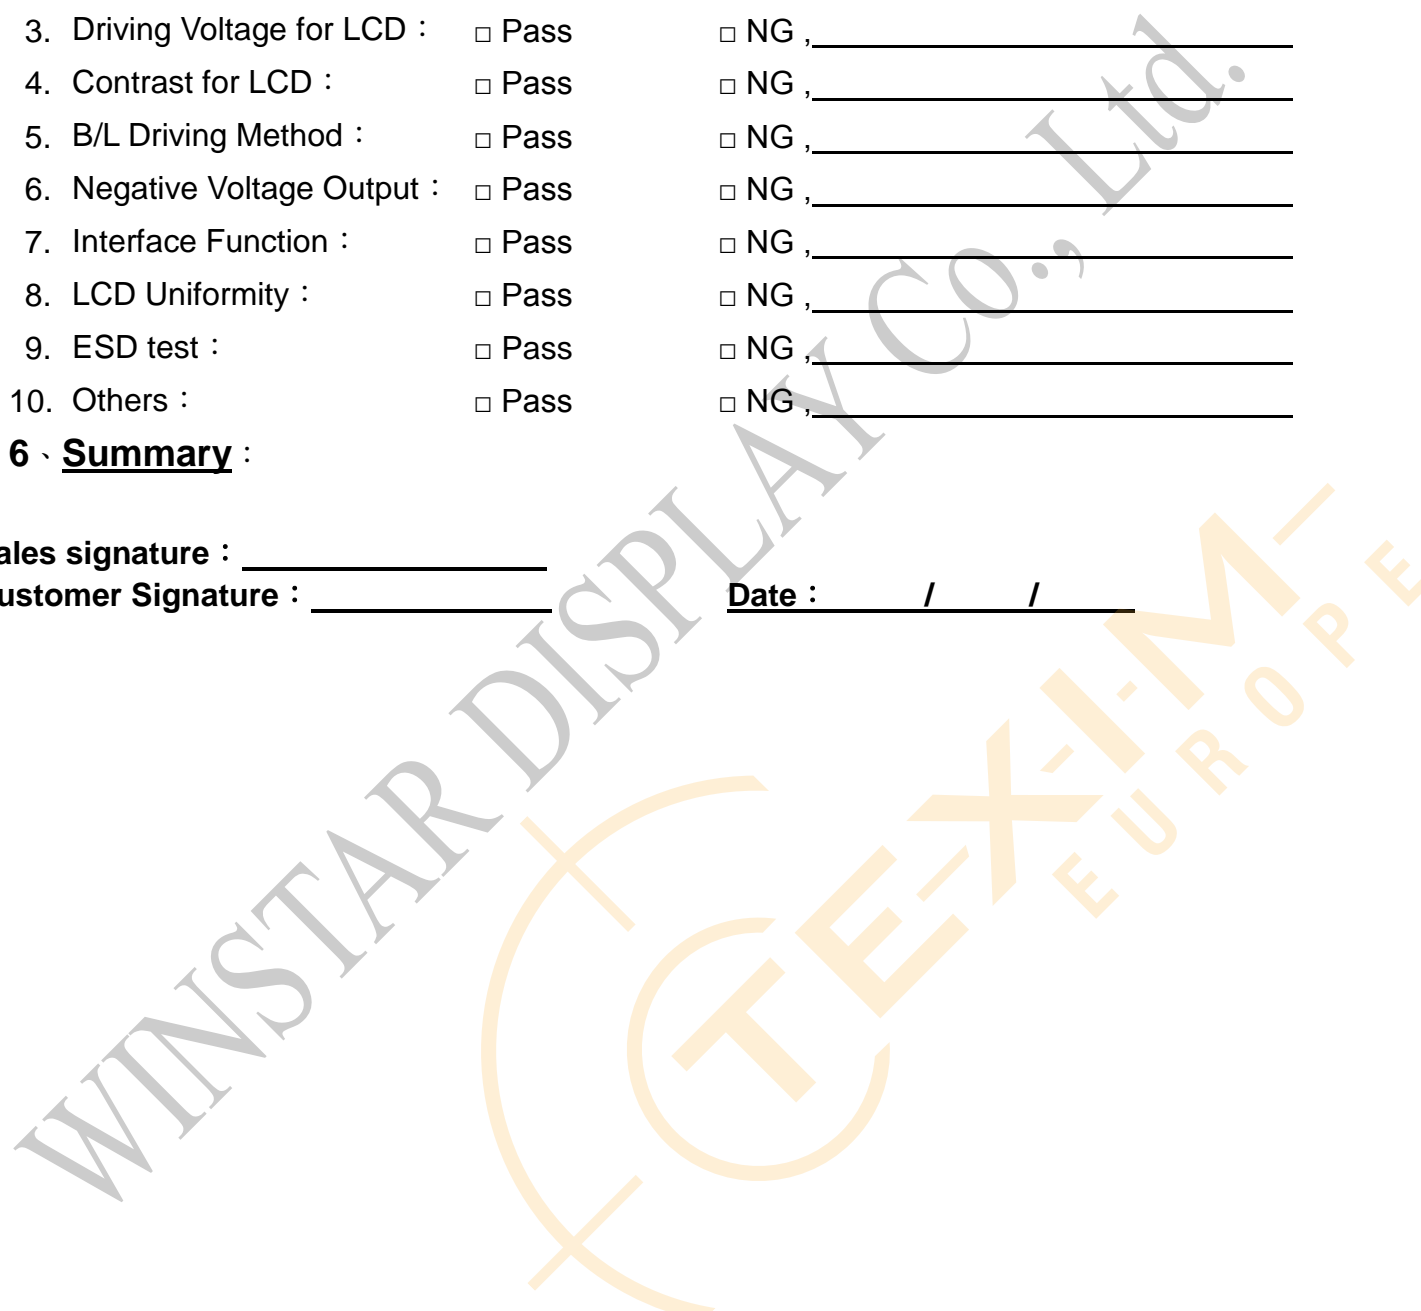 3. Driving Voltage for LCD： □ Pass □ NG ,
4. Contrast for LCD： □ Pass □ NG ,
5. B/L Driving Method： □ Pass □ NG ,
6. Negative Voltage Output： □ Pass □ NG ,
7. Interface Function： □ Pass □ NG ,
8. LCD Uniformity： □ Pass □ NG ,
9. ESD test： □ Pass □ NG ,
10. Others： □ Pass □ NG ,
6、Summary：
ales signature：
ustomer Signature： Date： / /
WINSTAR DISPLAY Co., Ltd.
TEXIM
EUROPE